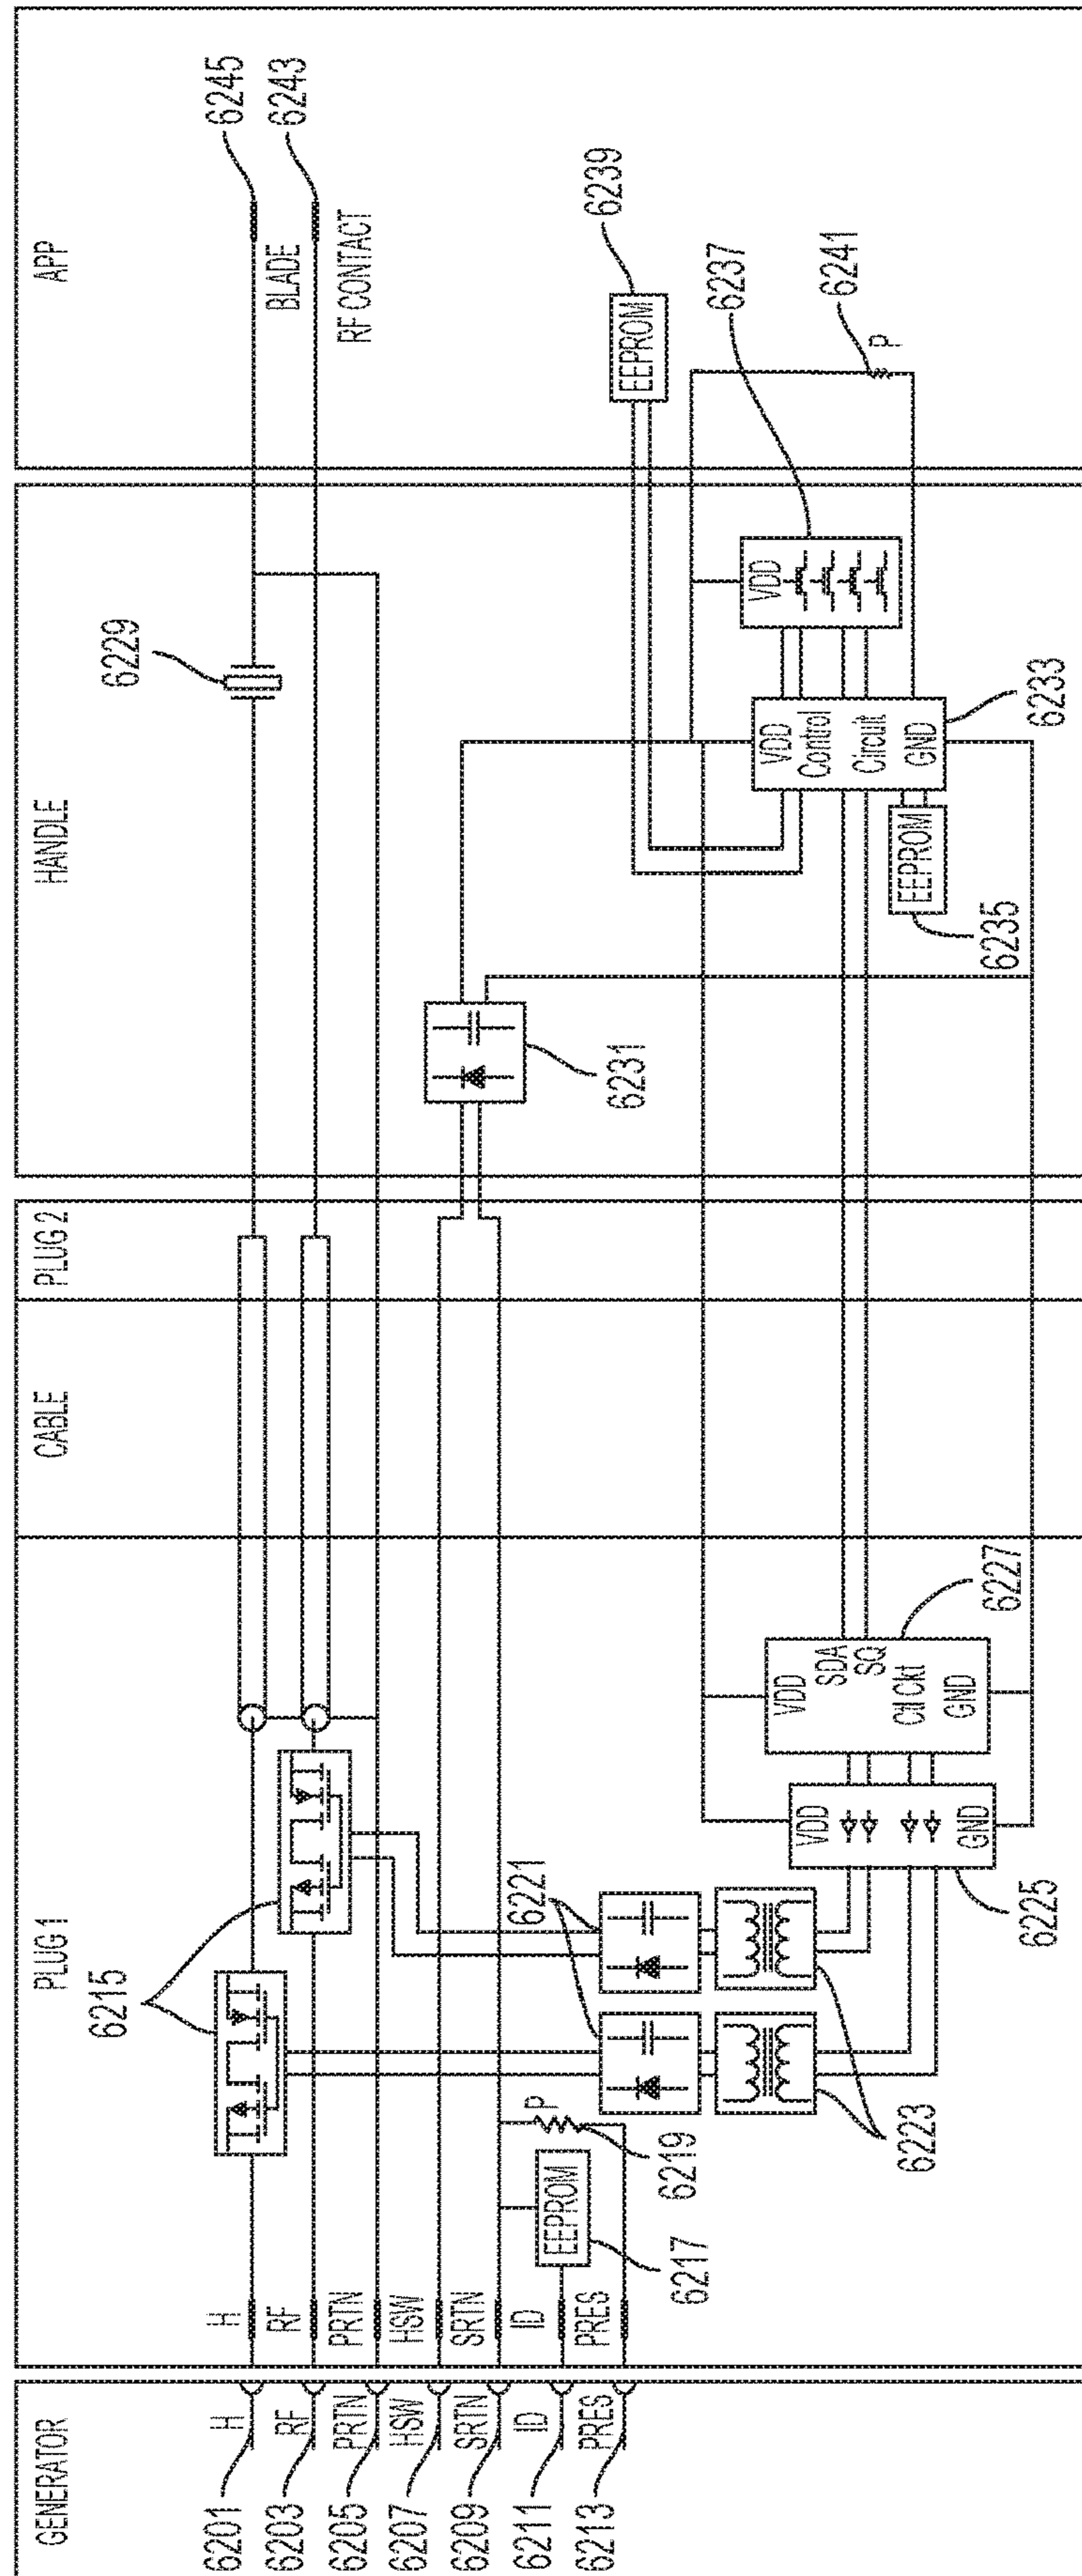 GENERATOR
H
RF
PRTN
HSW
SRTN
ID
PRES
6201
6203
6205
6207
6209
6211
6213
PLUG 1
H
RF
PRTN
HSW
SRTN
ID
PRES
6215
EEPROM
6217
P
6219
6221
6223
VDD
GND
6225
VDD
SDA
SQ
Ctl Ckt
GND
6227
CABLE
PLUG 2
HANDLE
6229
6231
VDD
Control
Circuit
GND
6233
EEPROM
6235
VDD
6237
APP
6245
BLADE
6243
RF CONTACT
EEPROM
6239
P
6241